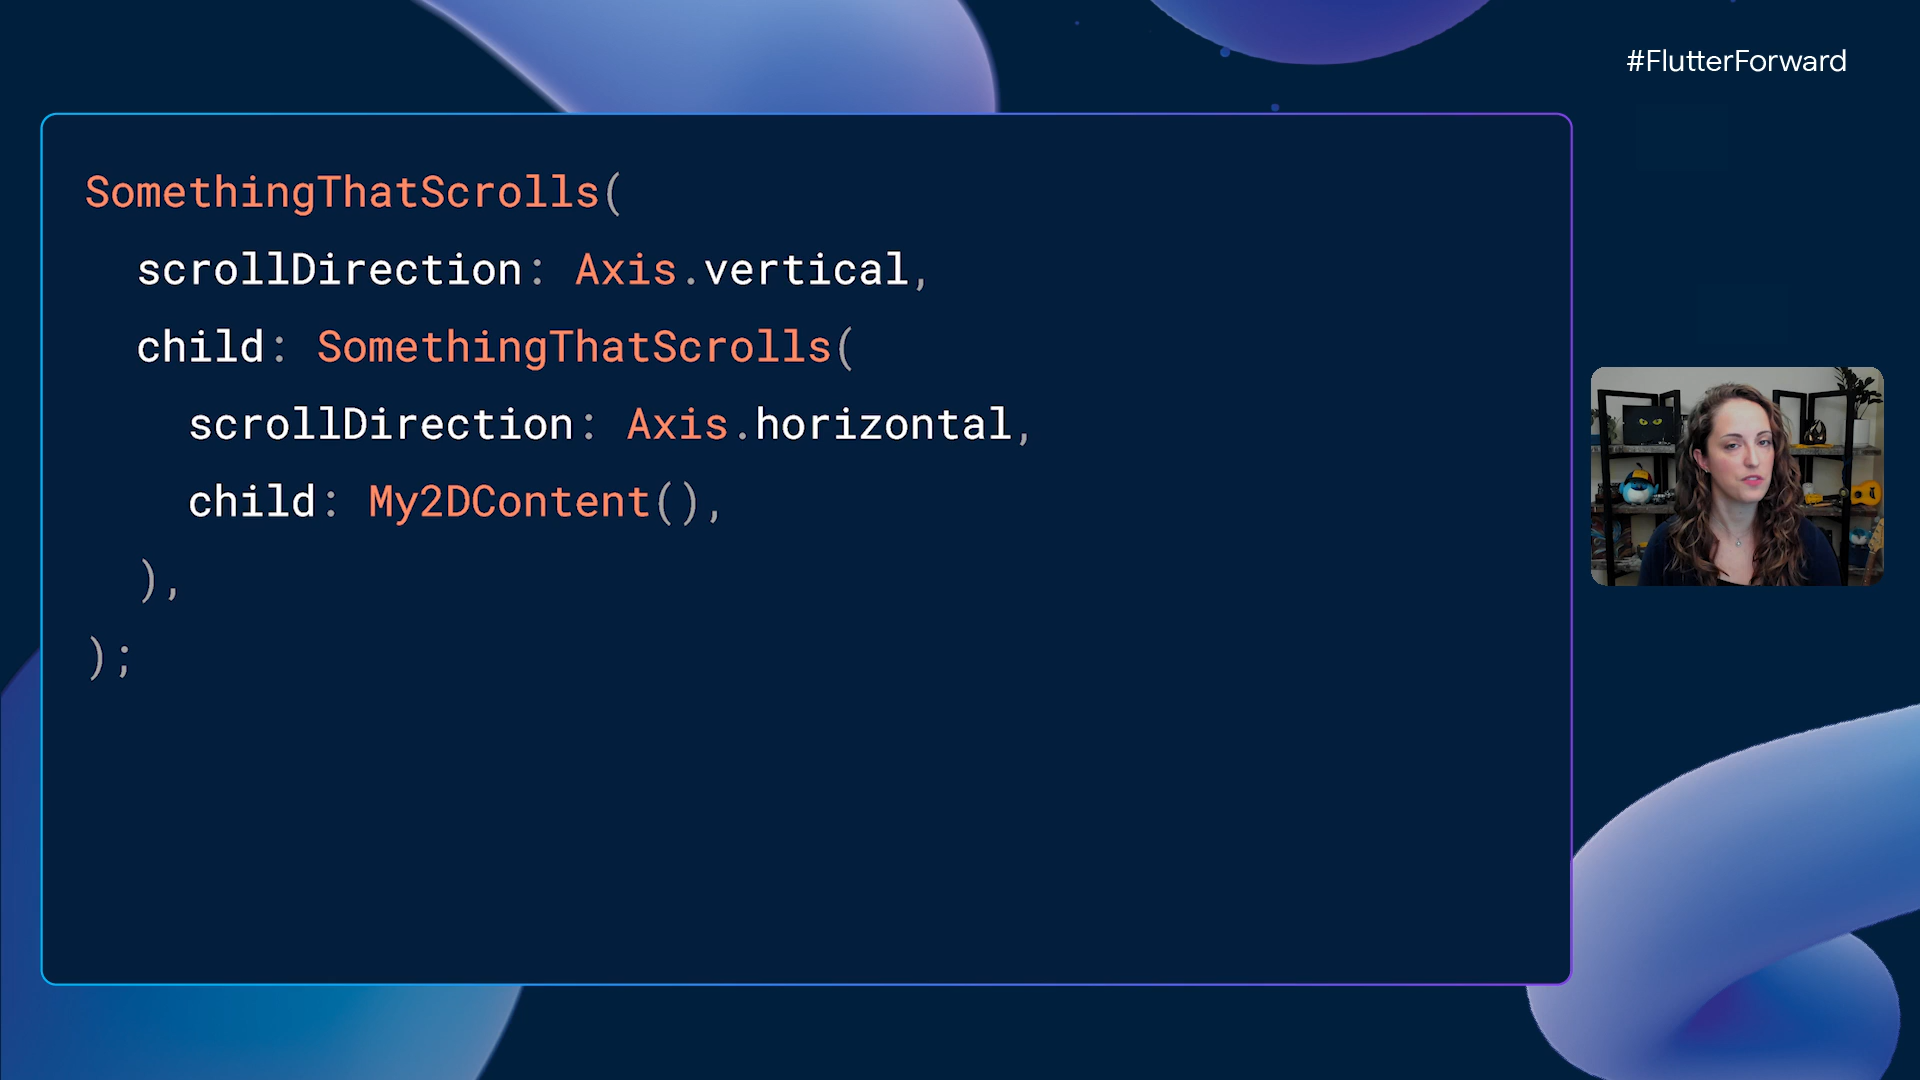 #FlutterForward
SomethingThatScrolls(
  scrollDirection: Axis.vertical,
  child: SomethingThatScrolls(
    scrollDirection: Axis.horizontal,
    child: My2DContent(),
  ),
);